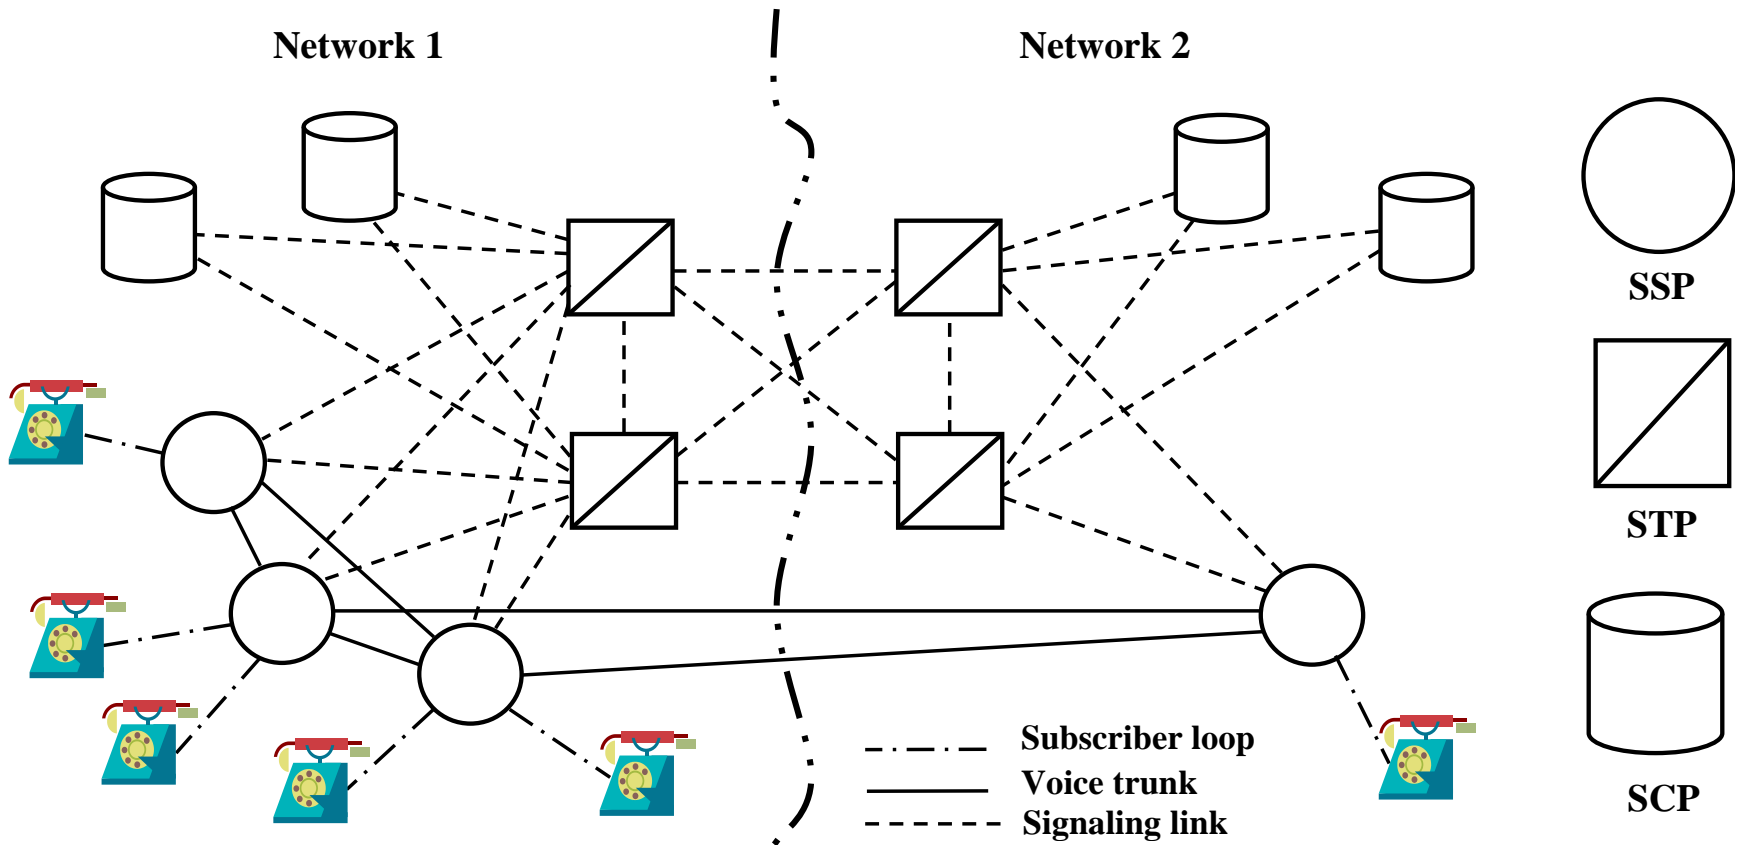 Network 1
Network 2
SSP
STP
Subscriber loop
Voice trunk
Signaling link
SCP